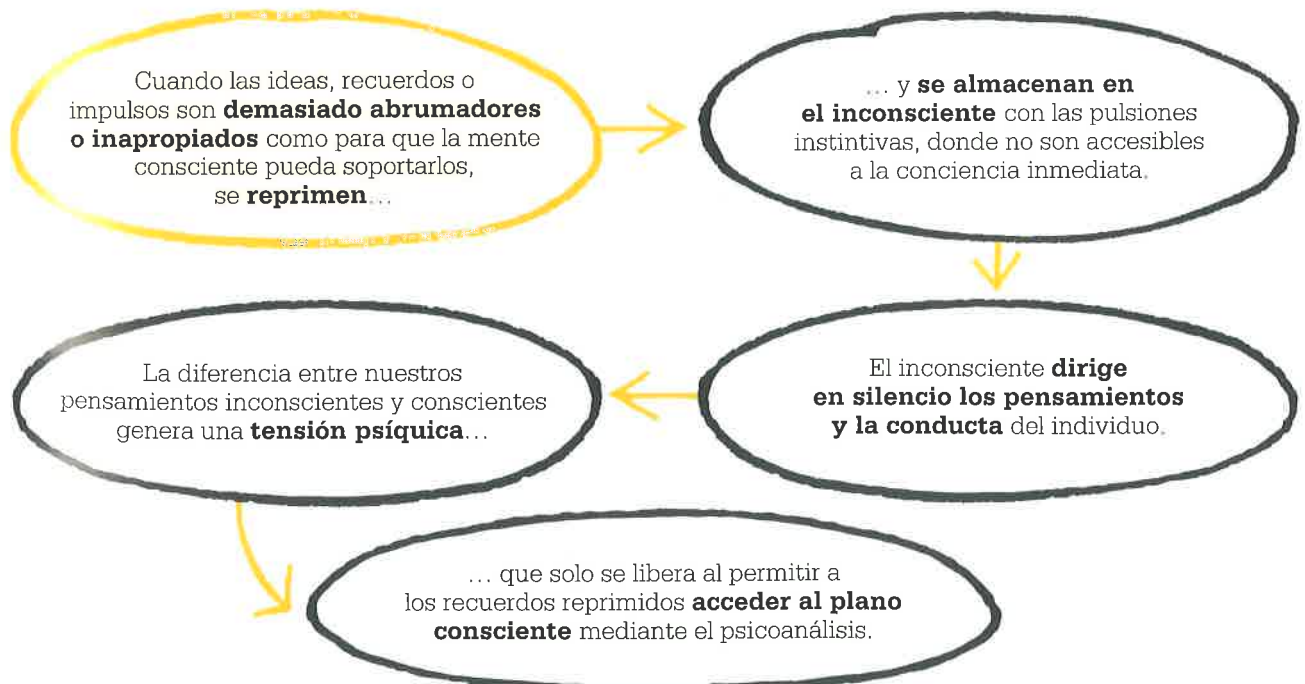 Cuando las ideas, recuerdos o
impulsos son demasiado abrumadores
o inapropiados como para que la mente
consciente pueda soportarlos,
se reprimen...
... y se almacenan en
el inconsciente con las pulsiones
instintivas, donde no son accesibles
a la conciencia inmediata.
El inconsciente dirige
en silencio los pensamientos
y la conducta del individuo.
La diferencia entre nuestros
pensamientos inconscientes y conscientes
genera una tensión psíquica...
... que solo se libera al permitir a
los recuerdos reprimidos acceder al plano
consciente mediante el psicoanálisis.